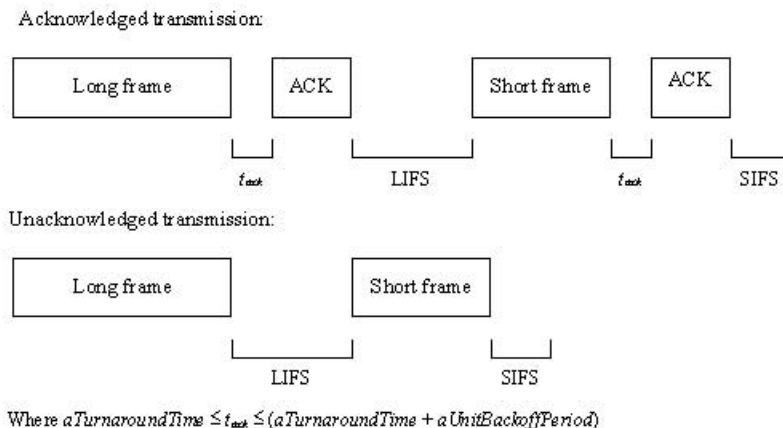 Acknowledged transmission:
Long frame ACK Short frame ACK
t_ack LIFS t_ack SIFS
Unacknowledged transmission:
Long frame Short frame
LIFS SIFS
Where aTurnaroundTime ≤ t_ack ≤ (aTurnaroundTime + aUnitBackoffPeriod)